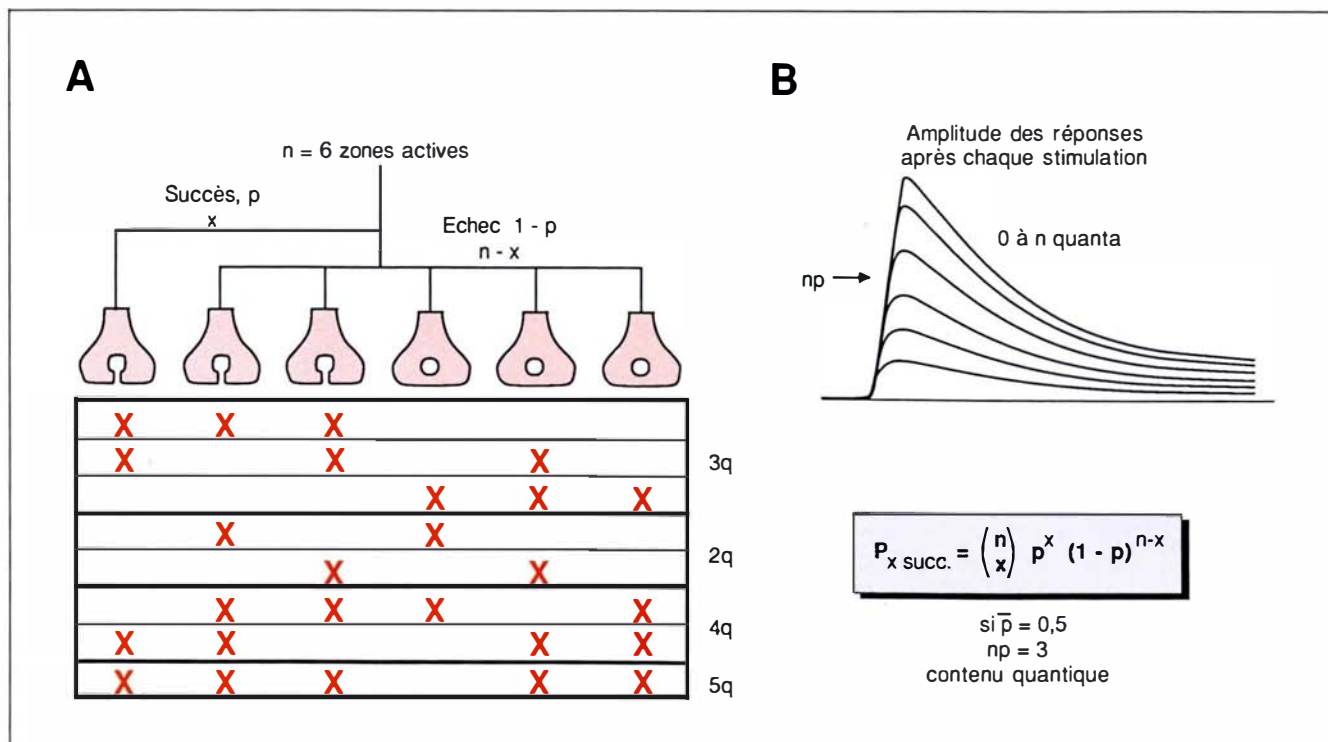 A
n = 6 zones actives
Succès, p
x
Echec 1 - p
n - x
X X X
X X X
3q
X X X
X X
2q
X X
X X X X
4q
X X X X
X X X X X
5q
B
Amplitude des réponses
après chaque stimulation
0 à n quanta
np
P x succ. = (n x) p^x (1 - p)^n-x
si p̅ = 0,5
np = 3
contenu quantique